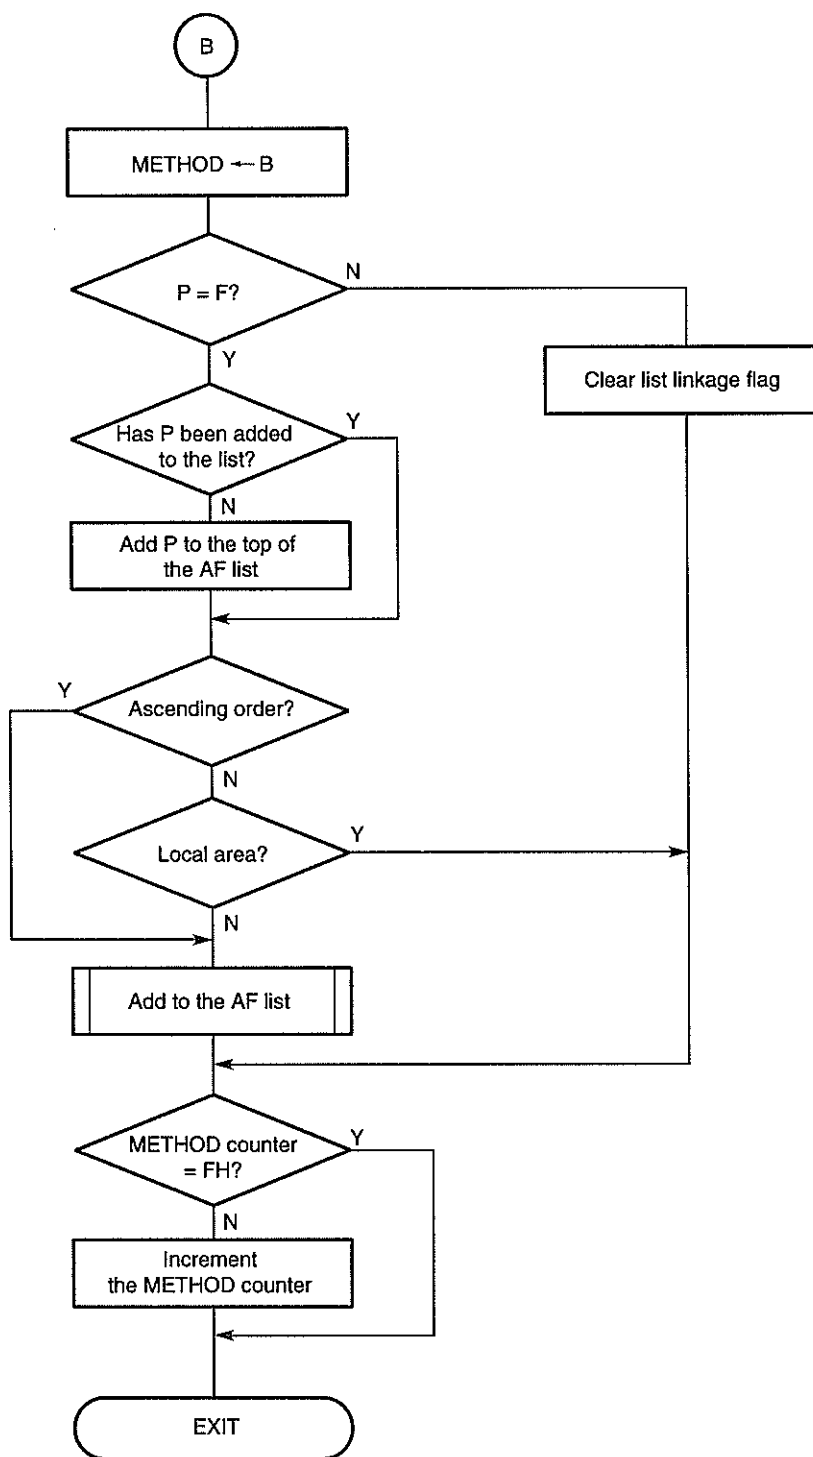 B
METHOD ← B
P = F?
N
Y
Clear list linkage flag
Has P been added
to the list?
Y
N
Add P to the top of
the AF list
Y
Ascending order?
N
Local area?
Y
N
Add to the AF list
METHOD counter
= FH?
Y
N
Increment
the METHOD counter
EXIT